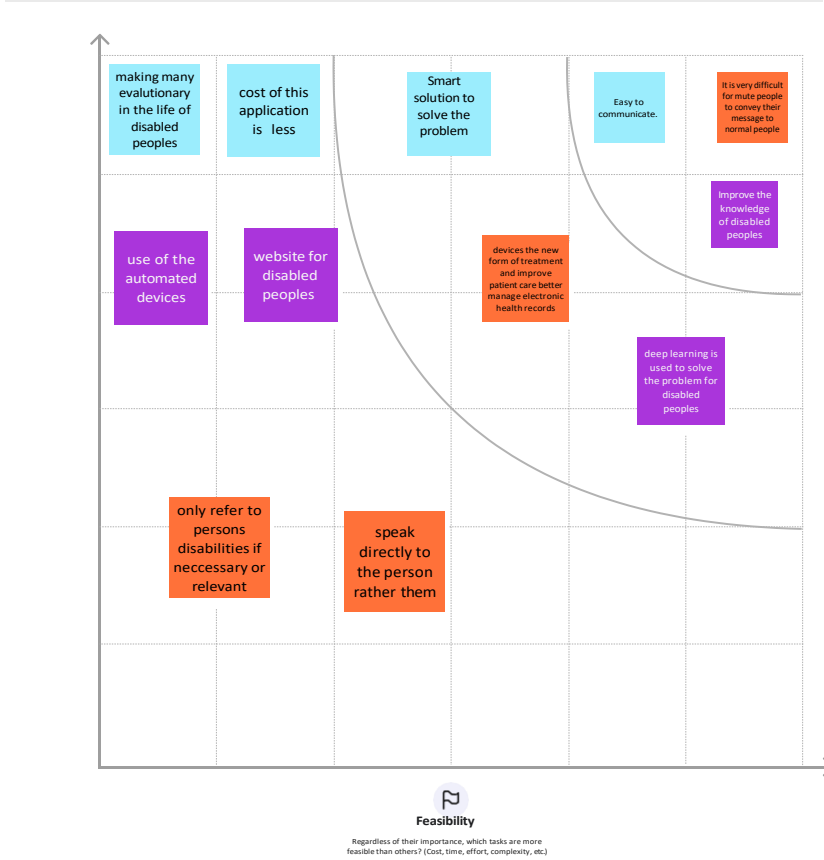 making many
evalutionary
in the life of
disabled
peoples
cost of this
application
is less
Smart
solution to
solve the
problem
Easy to
communicate.
It is very difficult
for mute people
to convey their
message to
normal people
Improve the
knowledge
of disabled
peoples
use of the
automated
devices
website for
disabled
peoples
devices the new
form of treatment
and improve
patient care better
manage electronic
health records
deep learning is
used to solve
the problem for
disabled
peoples
only refer to
persons
disabilities if
neccessary or
relevant
speak
directly to
the person
rather them
Feasibility
Regardless of their importance, which tasks are more
feasible than others? (Cost, time, effort, complexity, etc.)